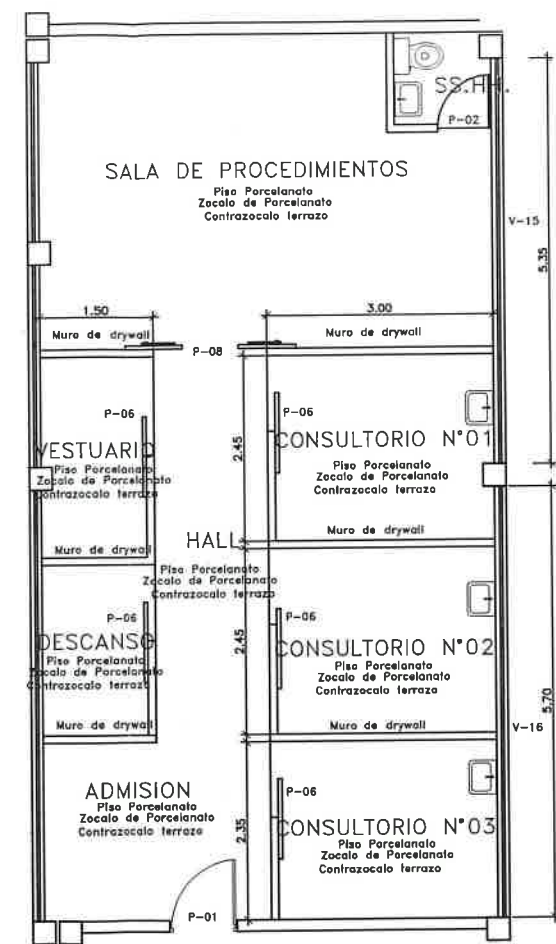 SS.HH.
P-02
SALA DE PROCEDIMIENTOS
Piso Porcelanato
Zocalo de Porcelanato
Contrazocalo terrazo
V-15
5.35
1.50
3.00
Muro de drywall
Muro de drywall
P-08
P-06
VESTUARIO
Piso Porcelanato
Zocalo de Porcelanato
Contrazocalo terrazo
Muro de drywall
2.45
P-06
CONSULTORIO N°01
Piso Porcelanato
Zocalo de Porcelanato
Contrazocalo terrazo
Muro de drywall
HALL
Piso Porcelanato
Zocalo de Porcelanato
Contrazocalo terrazo
P-06
DESCANSO
Piso Porcelanato
Zocalo de Porcelanato
Contrazocalo terrazo
Muro de drywall
2.45
P-06
CONSULTORIO N°02
Piso Porcelanato
Zocalo de Porcelanato
Contrazocalo terrazo
Muro de drywall
V-16
5.70
ADMISION
Piso Porcelanato
Zocalo de Porcelanato
Contrazocalo terrazo
2.35
P-06
CONSULTORIO N°03
Piso Porcelanato
Zocalo de Porcelanato
Contrazocalo terrazo
P-01